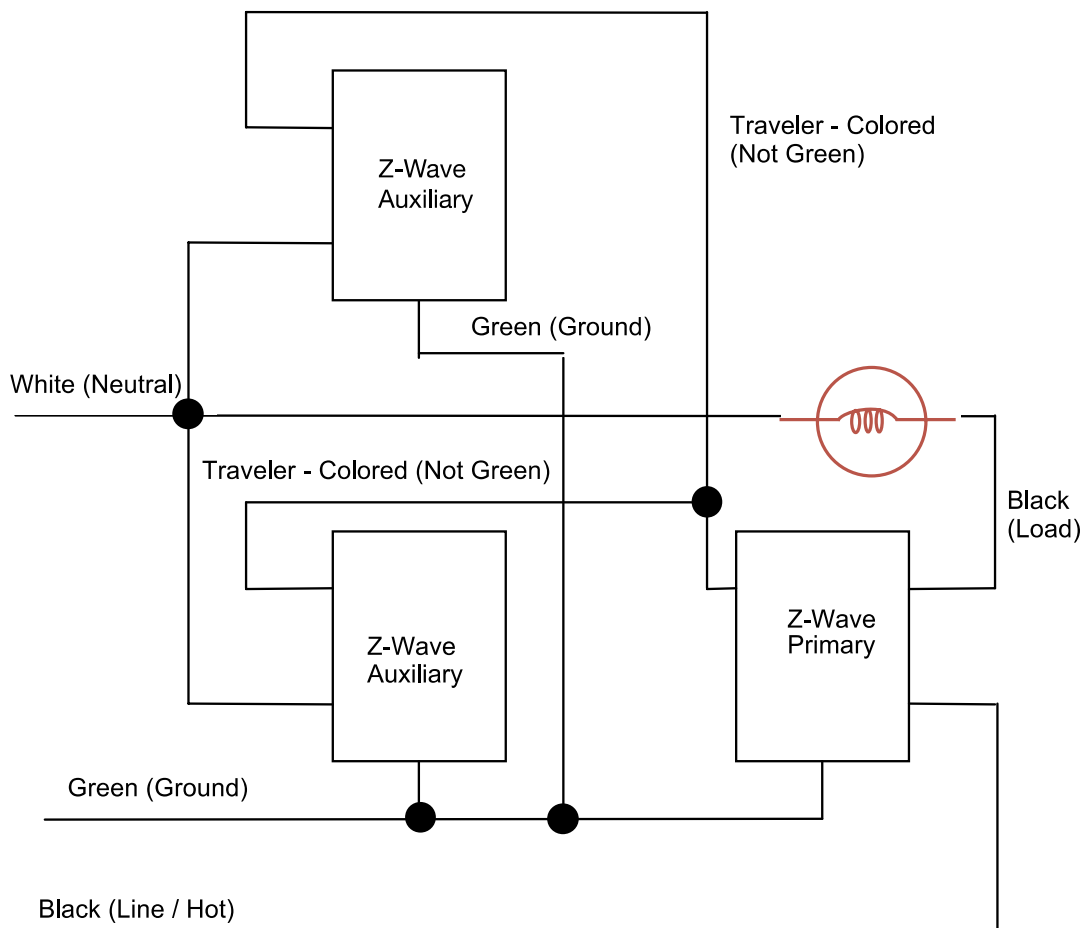 Traveler - Colored
(Not Green)
Z-Wave
Auxiliary
Green (Ground)
White (Neutral)
Traveler - Colored (Not Green)
Black
(Load)
Z-Wave
Auxiliary
Z-Wave
Primary
Green (Ground)
Black (Line / Hot)